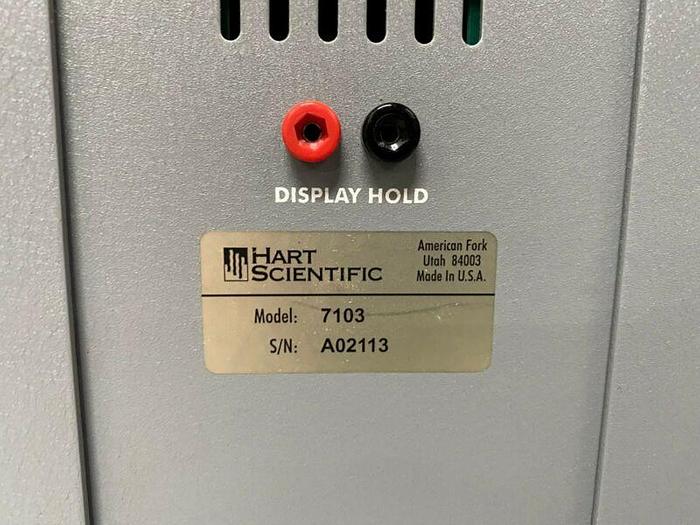 DISPLAY HOLD
HART
SCIENTIFIC
American Fork
Utah 84003
Made In U.S.A.
Model: 7103
S/N: A02113